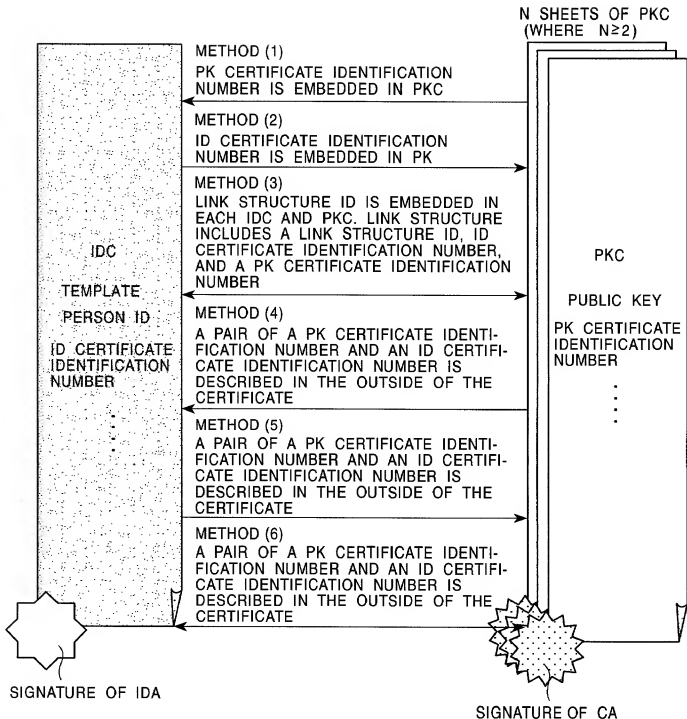 N SHEETS OF PKC
(WHERE N≥2)
METHOD (1)
PK CERTIFICATE IDENTIFICATION
NUMBER IS EMBEDDED IN PKC
METHOD (2)
ID CERTIFICATE IDENTIFICATION
NUMBER IS EMBEDDED IN PK
METHOD (3)
LINK STRUCTURE ID IS EMBEDDED IN
EACH IDC AND PKC. LINK STRUCTURE
INCLUDES A LINK STRUCTURE ID, ID
CERTIFICATE IDENTIFICATION NUMBER,
AND A PK CERTIFICATE IDENTIFICATION
NUMBER
METHOD (4)
A PAIR OF A PK CERTIFICATE IDENTI-
FICATION NUMBER AND AN ID CERTIFI-
CATE IDENTIFICATION NUMBER IS
DESCRIBED IN THE OUTSIDE OF THE
CERTIFICATE
METHOD (5)
A PAIR OF A PK CERTIFICATE IDENTI-
FICATION NUMBER AND AN ID CERTIFI-
CATE IDENTIFICATION NUMBER IS
DESCRIBED IN THE OUTSIDE OF THE
CERTIFICATE
METHOD (6)
A PAIR OF A PK CERTIFICATE IDENTI-
FICATION NUMBER AND AN ID CERTIFI-
CATE IDENTIFICATION NUMBER IS
DESCRIBED IN THE OUTSIDE OF THE
CERTIFICATE
IDC
TEMPLATE
PERSON ID
ID CERTIFICATE
IDENTIFICATION
NUMBER
PKC
PUBLIC KEY
PK CERTIFICATE
IDENTIFICATION
NUMBER
SIGNATURE OF IDA
SIGNATURE OF CA